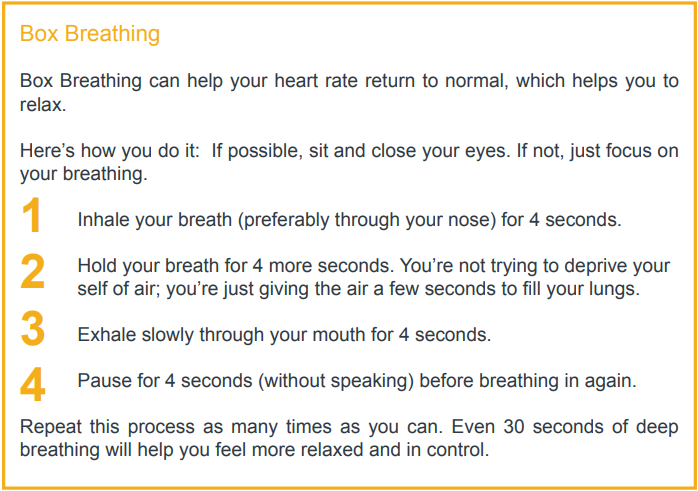 Box Breathing
Box Breathing can help your heart rate return to normal, which helps you to
relax.
Here’s how you do it:  If possible, sit and close your eyes. If not, just focus on
your breathing.
1 Inhale your breath (preferably through your nose) for 4 seconds.
2 Hold your breath for 4 more seconds. You’re not trying to deprive your
self of air; you’re just giving the air a few seconds to fill your lungs.
3 Exhale slowly through your mouth for 4 seconds.
4 Pause for 4 seconds (without speaking) before breathing in again.
Repeat this process as many times as you can. Even 30 seconds of deep
breathing will help you feel more relaxed and in control.